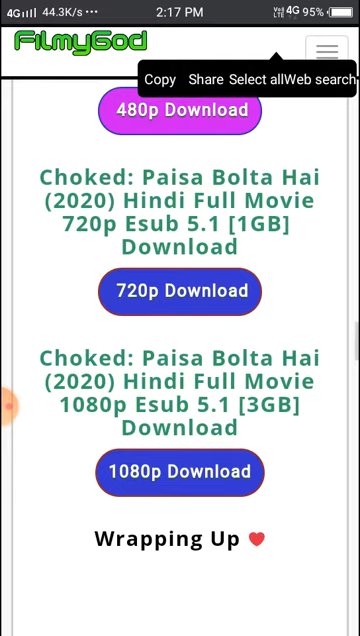 4G 44.3K/s ··· 2:17 PM VoD LTE 4G 95%
FilmyGod
Copy Share Select all Web search
480p Download
Choked: Paisa Bolta Hai
(2020) Hindi Full Movie
720p Esub 5.1 [1GB]
Download
720p Download
Choked: Paisa Bolta Hai
(2020) Hindi Full Movie
1080p Esub 5.1 [3GB]
Download
1080p Download
Wrapping Up ❤